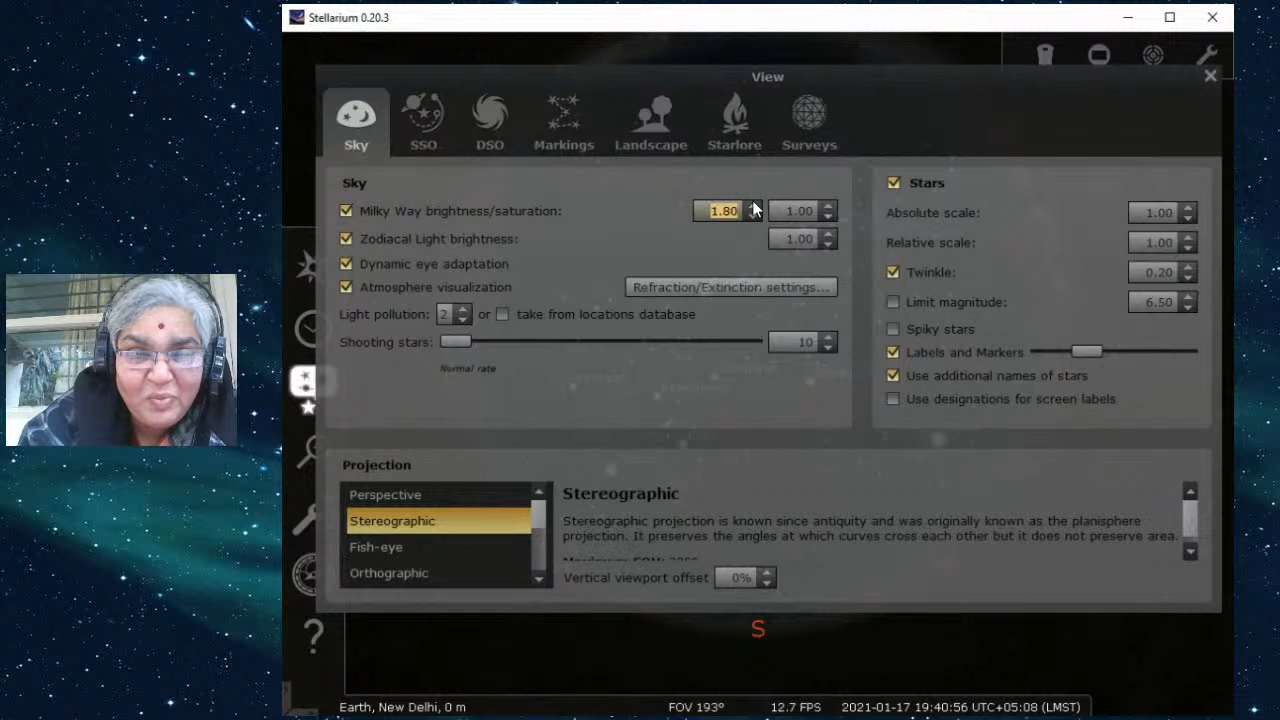 Stellarium 0.20.3
View
Sky
SSO
DSO
Markings
Landscape
Starlore
Surveys
Sky
Milky Way brightness/saturation:
1.80
1.00
Zodiacal Light brightness:
1.00
Dynamic eye adaptation
Atmosphere visualization
Refraction/Extinction settings...
Light pollution:
2
or
take from locations database
Shooting stars:
10
Normal rate
Stars
Absolute scale:
1.00
Relative scale:
1.00
Twinkle:
0.20
Limit magnitude:
6.50
Spiky stars
Labels and Markers
Use additional names of stars
Use designations for screen labels
Projection
Perspective
Stereographic
Fish-eye
Orthographic
Stereographic
Stereographic projection is known since antiquity and was originally known as the planisphere
projection. It preserves the angles at which curves cross each other but it does not preserve area.
Vertical viewport offset
0%
S
?
Earth, New Delhi, 0 m
FOV 193°
12.7 FPS
2021-01-17 19:40:56 UTC+05:08 (LMST)